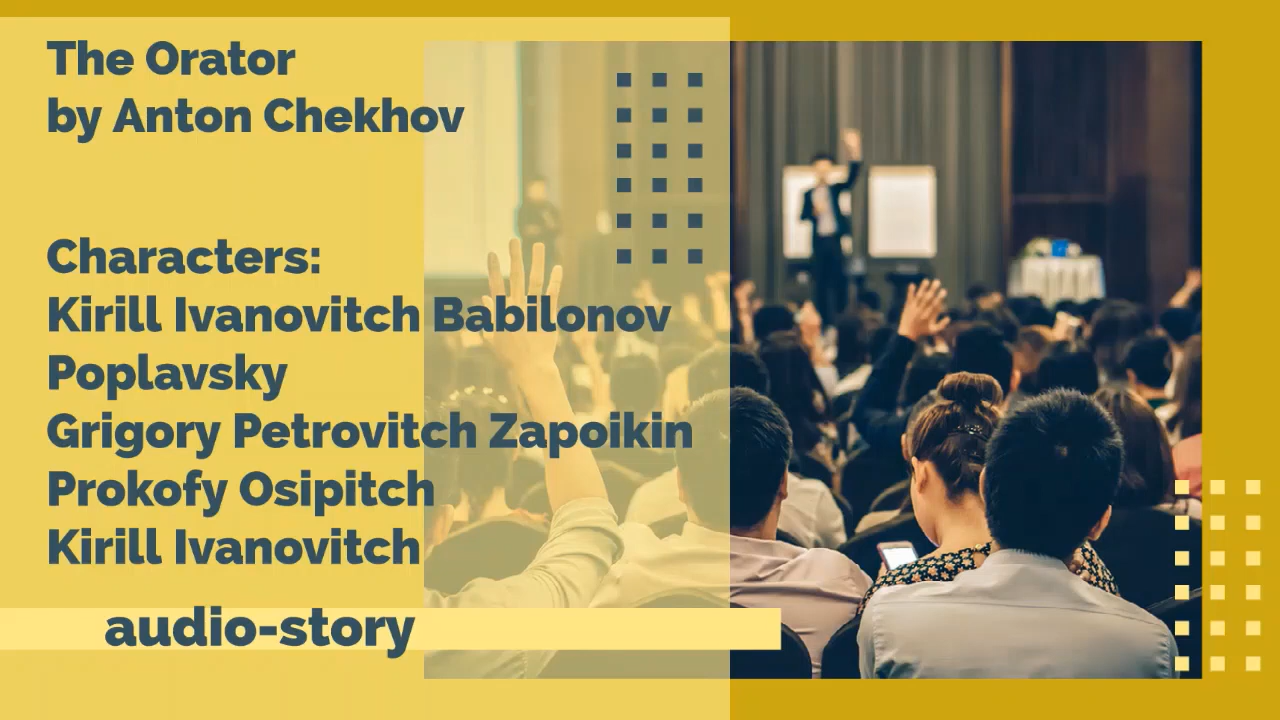 The Orator
by Anton Chekhov
Characters:
Kirill Ivanovitch Babilonov
Poplavsky
Grigory Petrovitch Zapoikin
Prokofy Osipitch
Kirill Ivanovitch
audio-story